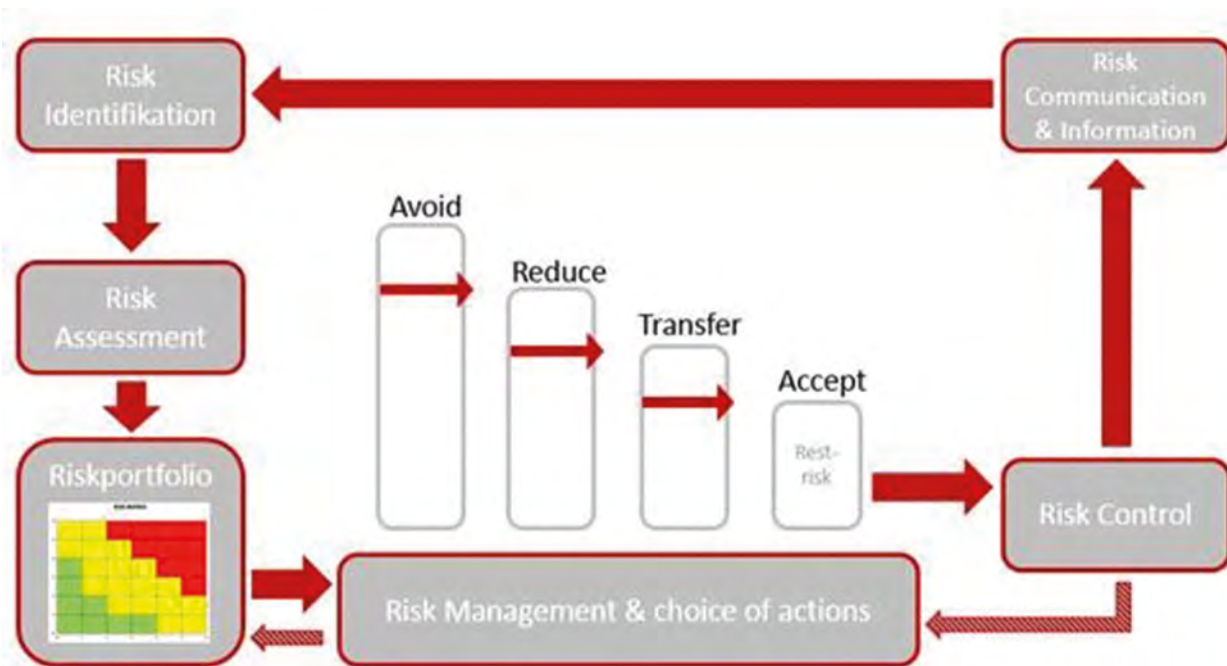 Risk
Identifikation
Risk
Communication
& Information
Avoid
Reduce
Risk
Assessment
Transfer
Accept
Rest-
risk
Riskportfolio
Risk Control
Risk Management & choice of actions